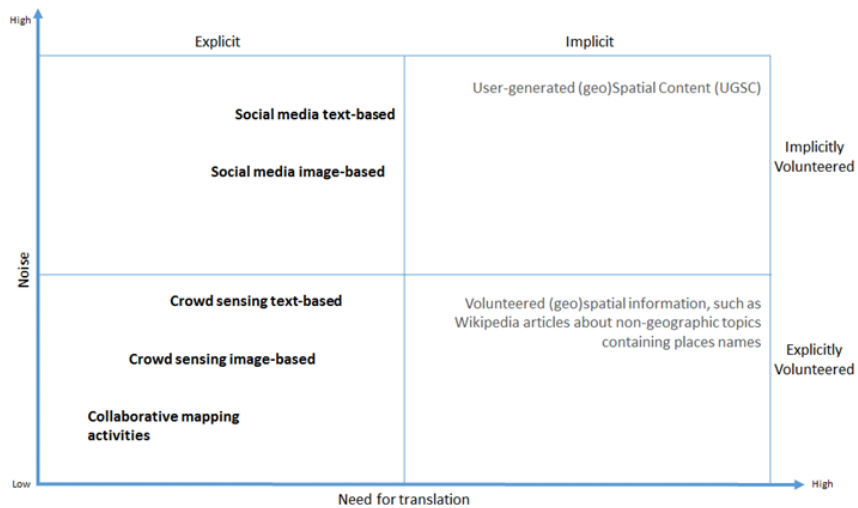 High
Explicit
Implicit
User-generated (geo)Spatial Content (UGSC)
Social media text-based
Implicitly
Volunteered
Social media image-based
Noise
Crowd sensing text-based
Volunteered (geo)spatial information, such as
Wikipedia articles about non-geographic topics
containing places names
Crowd sensing image-based
Explicitly
Volunteered
Collaborative mapping
activities
Low
High
Need for translation